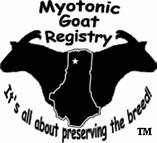 Myotonic
Goat
Registry
It's all about preserving the breed!!
TM